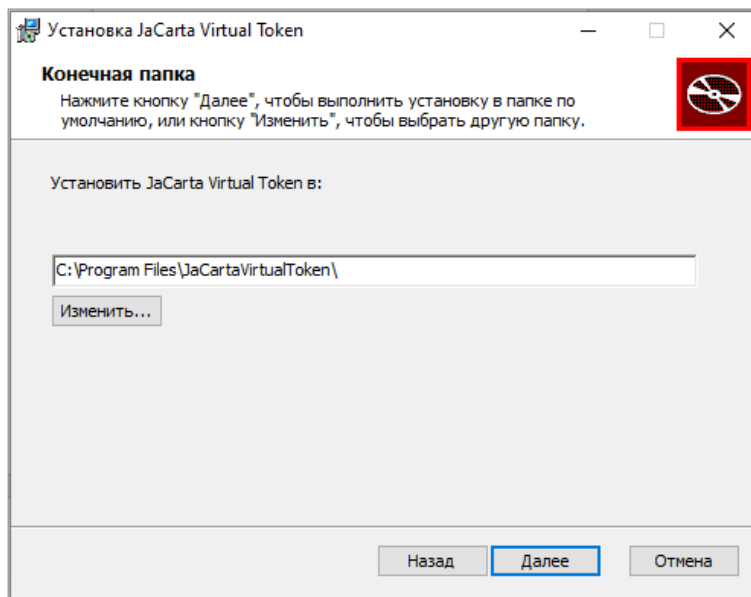 Установка JaCarta Virtual Token
Конечная папка
Нажмите кнопку "Далее", чтобы выполнить установку в папке по
умолчанию, или кнопку "Изменить", чтобы выбрать другую папку.
Установить JaCarta Virtual Token в:
C:\Program Files\JaCartaVirtualToken\
Изменить...
Назад
Далее
Отмена